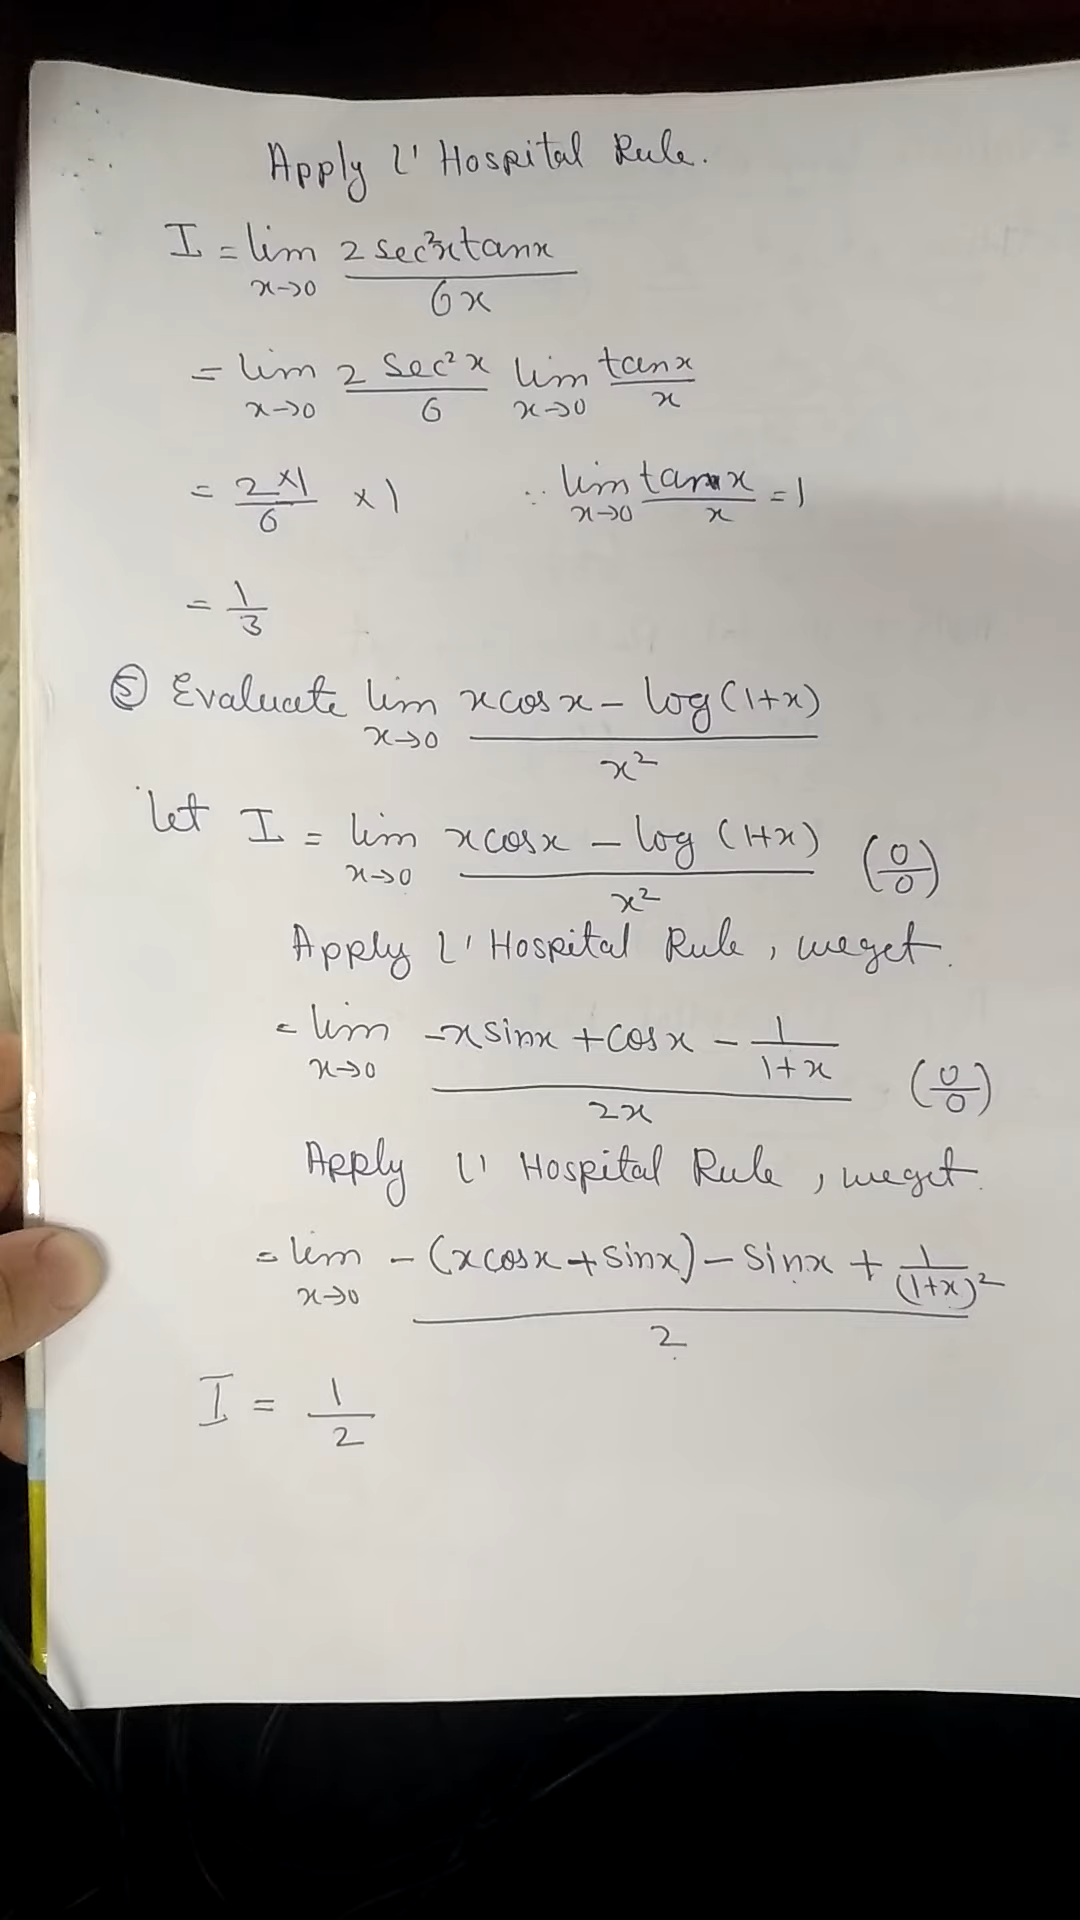 Apply L' Hospital Rule.
I = lim x→0 2 sec²x tanx / 6x
= lim x→0 2 Sec² x / 6 lim x→0 tanx / x
= 2×1 / 6 × 1 ∵ lim x→0 tan x / x = 1
= 1/3
⑤ Evaluate lim x→0 x cos x - log (1+x) / x²
let I = lim x→0 x cos x - log (1+x) / x² (0/0)
Apply L' Hospital Rule, we get.
= lim x→0 -x sinx + cos x - 1/1+x / 2x (0/0)
Apply L' Hospital Rule, we get.
= lim x→0 - (x cosx + sinx) - sinx + 1/(1+x)² / 2
I = 1/2